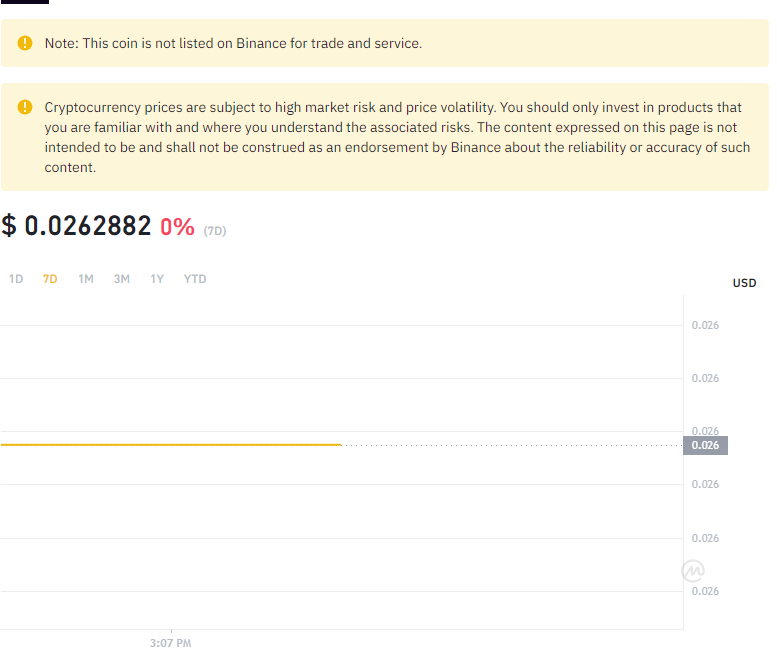 Note: This coin is not listed on Binance for trade and service.
Cryptocurrency prices are subject to high market risk and price volatility. You should only invest in products that
you are familiar with and where you understand the associated risks. The content expressed on this page is not
intended to be and shall not be construed as an endorsement by Binance about the reliability or accuracy of such
content.
$ 0.0262882 0% (7D)
1D 7D 1M 3M 1Y YTD
USD
0.026
0.026
0.026
0.026
0.026
0.026
0.026
3:07 PM